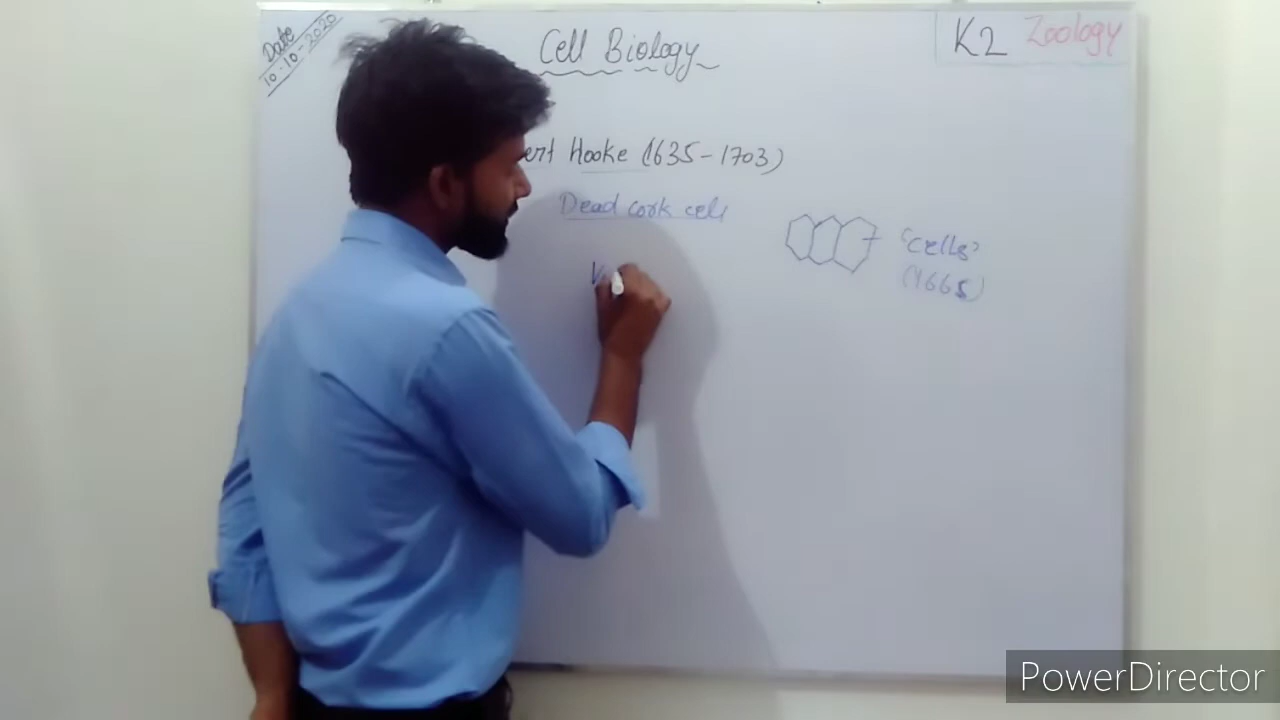 Date
10-10-2020
Cell Biology
K2 Zoology
ert Hooke (1635-1703)
Dead cork cell
'cells'
(1665)
PowerDirector